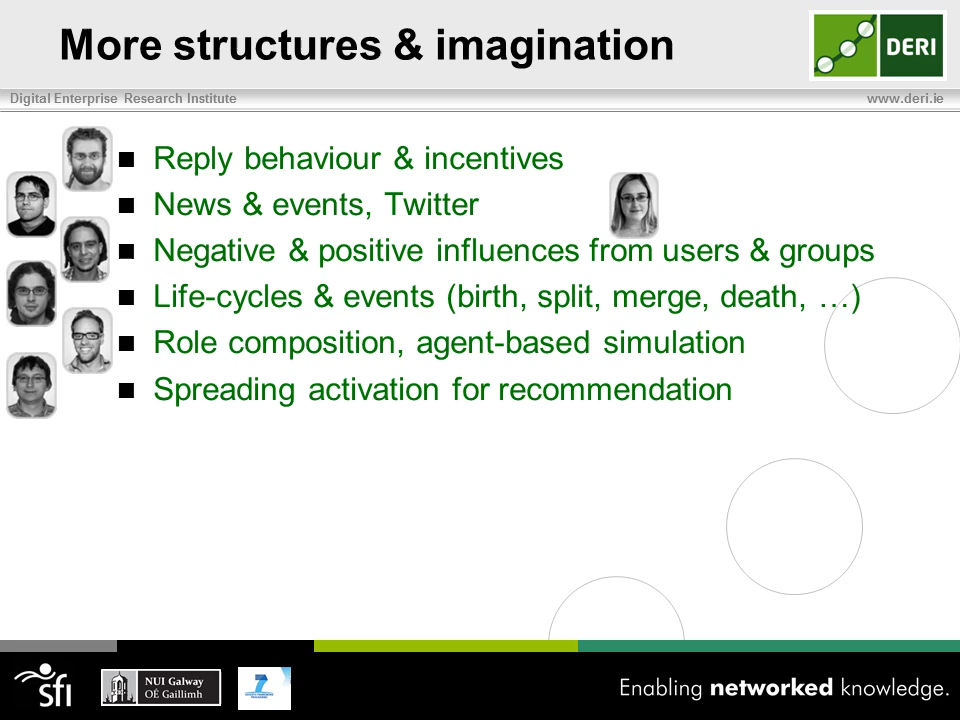 More structures & imagination
DERI
Digital Enterprise Research Institute
www.deri.ie
Reply behaviour & incentives
News & events, Twitter
Negative & positive influences from users & groups
Life-cycles & events (birth, split, merge, death, …)
Role composition, agent-based simulation
Spreading activation for recommendation
sfi
NUI Galway
OÉ Gaillimh
Enabling networked knowledge.